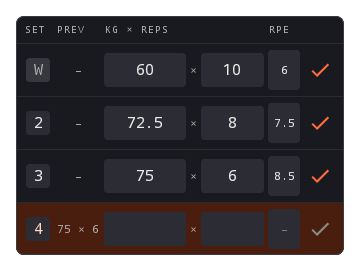 SET PREV KG × REPS RPE
W – 60 × 10 6
2 – 72.5 × 8 7.5
3 – 75 × 6 8.5
4 75 × 6 × –